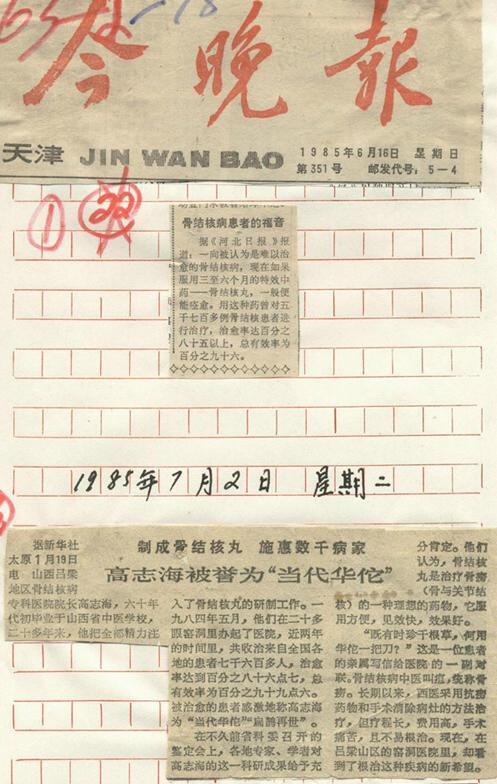 今晚報
天津 JIN WAN BAO
1985年6月16日 星期日
第351号 邮发代号:5-4
①
22
骨结核病患者的福音
据《河北日报》报
道:一向被认为是难以治
愈的骨结核病,现在如果
服用三至六个月的特效中
药——骨结核丸,一般便
能痊愈。用这种药曾对五
千七百多例骨结核患者进
行治疗,治愈率达百分之
八十五以上,总有效率为
百分之九十六。
1985年7月2日 星期二
制成骨结核丸 施惠数千病家
高志海被誉为“当代华佗”
据新华社
太原1月19日
电 山西吕梁
地区骨结核病
专科医院院长高志海,六十年
代初毕业于山西省中医学校,
二十多年来,他把全部精力注
入了骨结核丸的研制工作。一
九八四年五月,他们在二十多
眼窑洞里办起了医院,近两年
的时间里,共收治来自全国各
地的患者七千六百多人,治愈
率达到百分之八十六点七,总
有效率为百分之九十九点六。
被治愈的患者感激地称高志海
为“当代华佗”“扁鹊再世”。
在不久前省科委召开的
鉴定会上,各地专家、学者对
高志海的这一科研成果给予充
分肯定。他们
认为,骨结核
丸是治疗骨痨
(骨与关节结
核)的一种理想的药物,它服
用方便,见效快,效果好。
“既有时珍千根草,何用
华佗一把刀?”这是一位患者
的亲属写信给医院的一副对
联。骨结核病中医叫疽,统称骨
痨。长期以来,西医采用抗痨
药物和手术清除病灶的方法治
疗,但疗程长,费用高,手术
痛苦,且不易根治。现在,在
吕梁山区的窑洞医院里,却看
到了根治这种疾病的新希望。